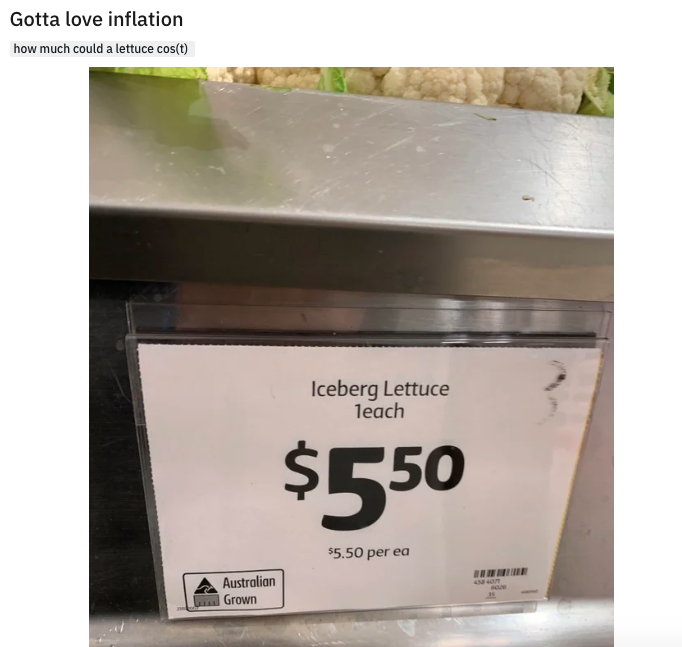 Gotta love inflation
how much could a lettuce cos(t)
Iceberg Lettuce
1each
$5.50
$5.50 per ea
Australian
Grown